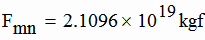 F_mn = 2.1096 × 10^19 kgf